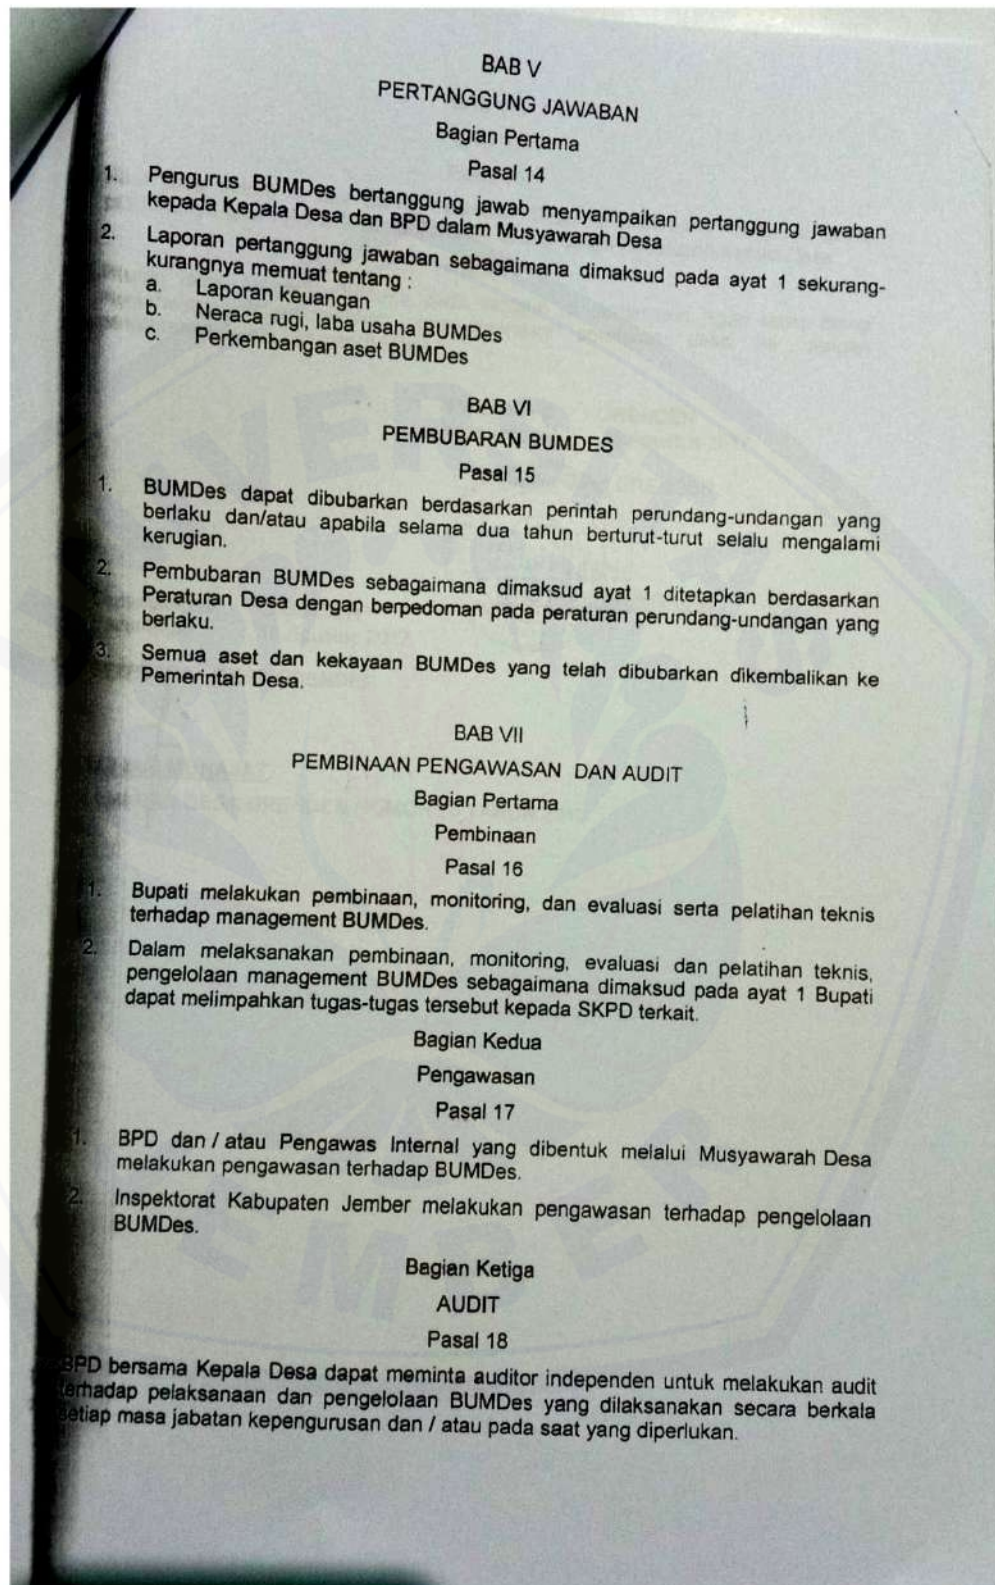 BAB V
PERTANGGUNG JAWABAN
Bagian Pertama
Pasal 14
1. Pengurus BUMDes bertanggung jawab menyampaikan pertanggung jawaban
kepada Kepala Desa dan BPD dalam Musyawarah Desa
2. Laporan pertanggung jawaban sebagaimana dimaksud pada ayat 1 sekurang-
kurangnya memuat tentang :
a. Laporan keuangan
b. Neraca rugi, laba usaha BUMDes
c. Perkembangan aset BUMDes
BAB VI
PEMBUBARAN BUMDES
Pasal 15
1. BUMDes dapat dibubarkan berdasarkan perintah perundang-undangan yang
berlaku dan/atau apabila selama dua tahun berturut-turut selalu mengalami
kerugian.
2. Pembubaran BUMDes sebagaimana dimaksud ayat 1 ditetapkan berdasarkan
Peraturan Desa dengan berpedoman pada peraturan perundang-undangan yang
berlaku.
3. Semua aset dan kekayaan BUMDes yang telah dibubarkan dikembalikan ke
Pemerintah Desa.
BAB VII
PEMBINAAN PENGAWASAN DAN AUDIT
Bagian Pertama
Pembinaan
Pasal 16
1. Bupati melakukan pembinaan, monitoring, dan evaluasi serta pelatihan teknis
terhadap management BUMDes.
2. Dalam melaksanakan pembinaan, monitoring, evaluasi dan pelatihan teknis,
pengelolaan management BUMDes sebagaimana dimaksud pada ayat 1 Bupati
dapat melimpahkan tugas-tugas tersebut kepada SKPD terkait.
Bagian Kedua
Pengawasan
Pasal 17
1. BPD dan / atau Pengawas Internal yang dibentuk melalui Musyawarah Desa
melakukan pengawasan terhadap BUMDes.
2. Inspektorat Kabupaten Jember melakukan pengawasan terhadap pengelolaan
BUMDes.
Bagian Ketiga
AUDIT
Pasal 18
BPD bersama Kepala Desa dapat meminta auditor independen untuk melakukan audit
terhadap pelaksanaan dan pengelolaan BUMDes yang dilaksanakan secara berkala
setiap masa jabatan kepengurusan dan / atau pada saat yang diperlukan.